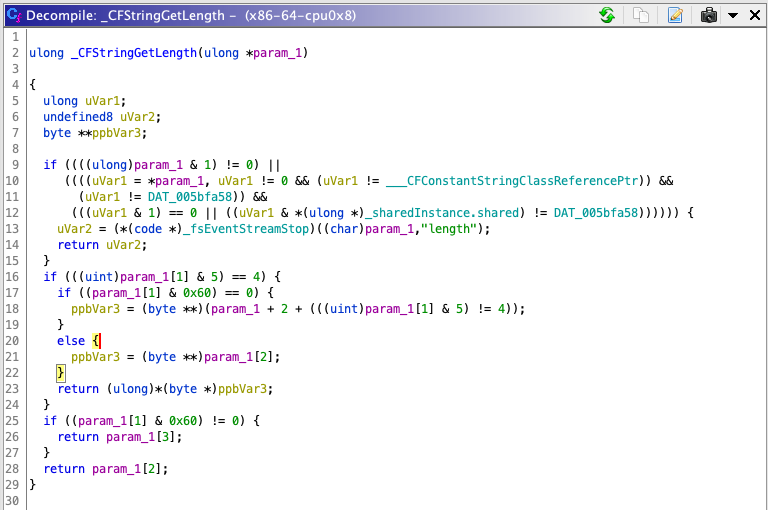 Decompile: _CFStringGetLength –  (x86-64-cpu0x8)
1
2 ulong _CFStringGetLength(ulong *param_1)
3
4 {
5   ulong uVar1;
6   undefined8 uVar2;
7   byte **ppbVar3;
8
9   if ((((ulong)param_1 & 1) != 0) ||
10      ((((uVar1 = *param_1, uVar1 != 0 && (uVar1 != ___CFConstantStringClassReferencePtr)) &&
11        (uVar1 != DAT_005bfa58)) &&
12       (((uVar1 & 1) == 0 || ((uVar1 & *(ulong *)_sharedInstance.shared) != DAT_005bfa58)))))) {
13     uVar2 = (*(code *)_fsEventStreamStop)((char)param_1,"length");
14     return uVar2;
15   }
16   if (((uint)param_1[1] & 5) == 4) {
17     if ((param_1[1] & 0x60) == 0) {
18       ppbVar3 = (byte **)(param_1 + 2 + (((uint)param_1[1] & 5) != 4));
19     }
20     else {
21       ppbVar3 = (byte **)param_1[2];
22     }
23     return (ulong)*(byte *)ppbVar3;
24   }
25   if ((param_1[1] & 0x60) != 0) {
26     return param_1[3];
27   }
28   return param_1[2];
29 }
30